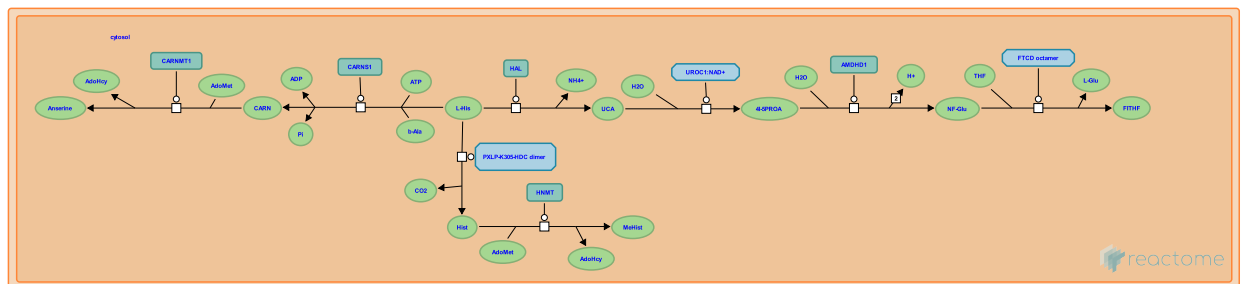 cytosol
CARNMT1
AdoHcy
AdoMet
Anserine
CARN
CARNS1
ADP
ATP
Pi
b-Ala
L-His
HAL
NH4+
UCA
H2O
UROC1:NAD+
4I-5PROA
H2O
AMDHD1
H+
2
NF-Glu
THF
FTCD octamer
L-Glu
FITHF
PXLP-K305-HDC dimer
CO2
HNMT
Hist
MeHist
AdoMet
AdoHcy
reactome